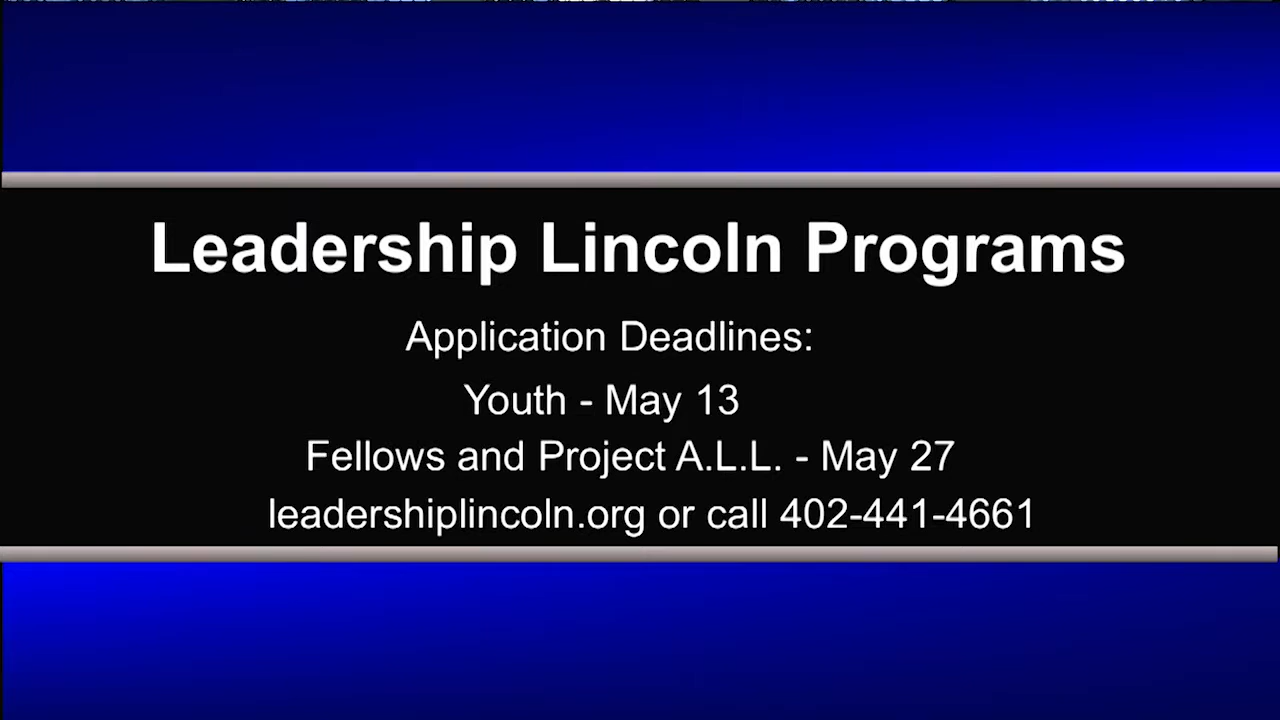 Leadership Lincoln Programs
Application Deadlines:
Youth - May 13
Fellows and Project A.L.L. - May 27
leadershiplincoln.org or call 402-441-4661